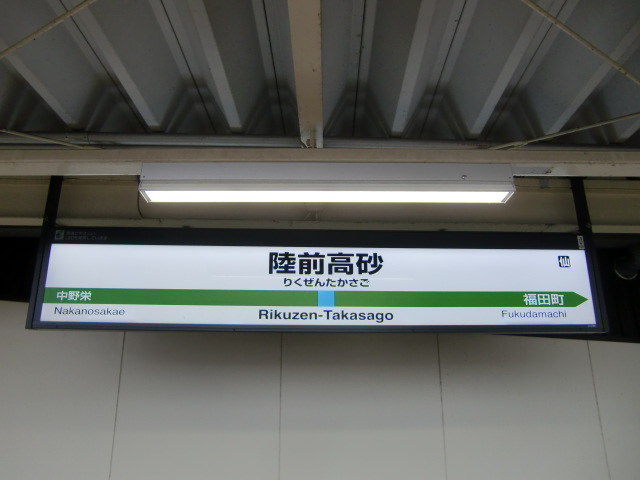 陸前高砂
仙
りくぜんたかさご
中野栄
福田町
Nakanosakae
Rikuzen-Takasago
Fukudamachi